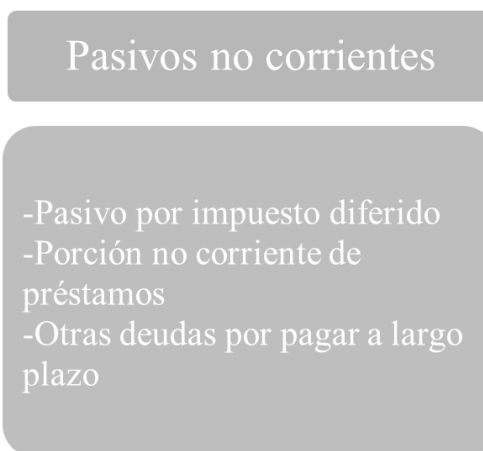 Pasivos no corrientes
-Pasivo por impuesto diferido
-Porción no corriente de
préstamos
-Otras deudas por pagar a largo
plazo